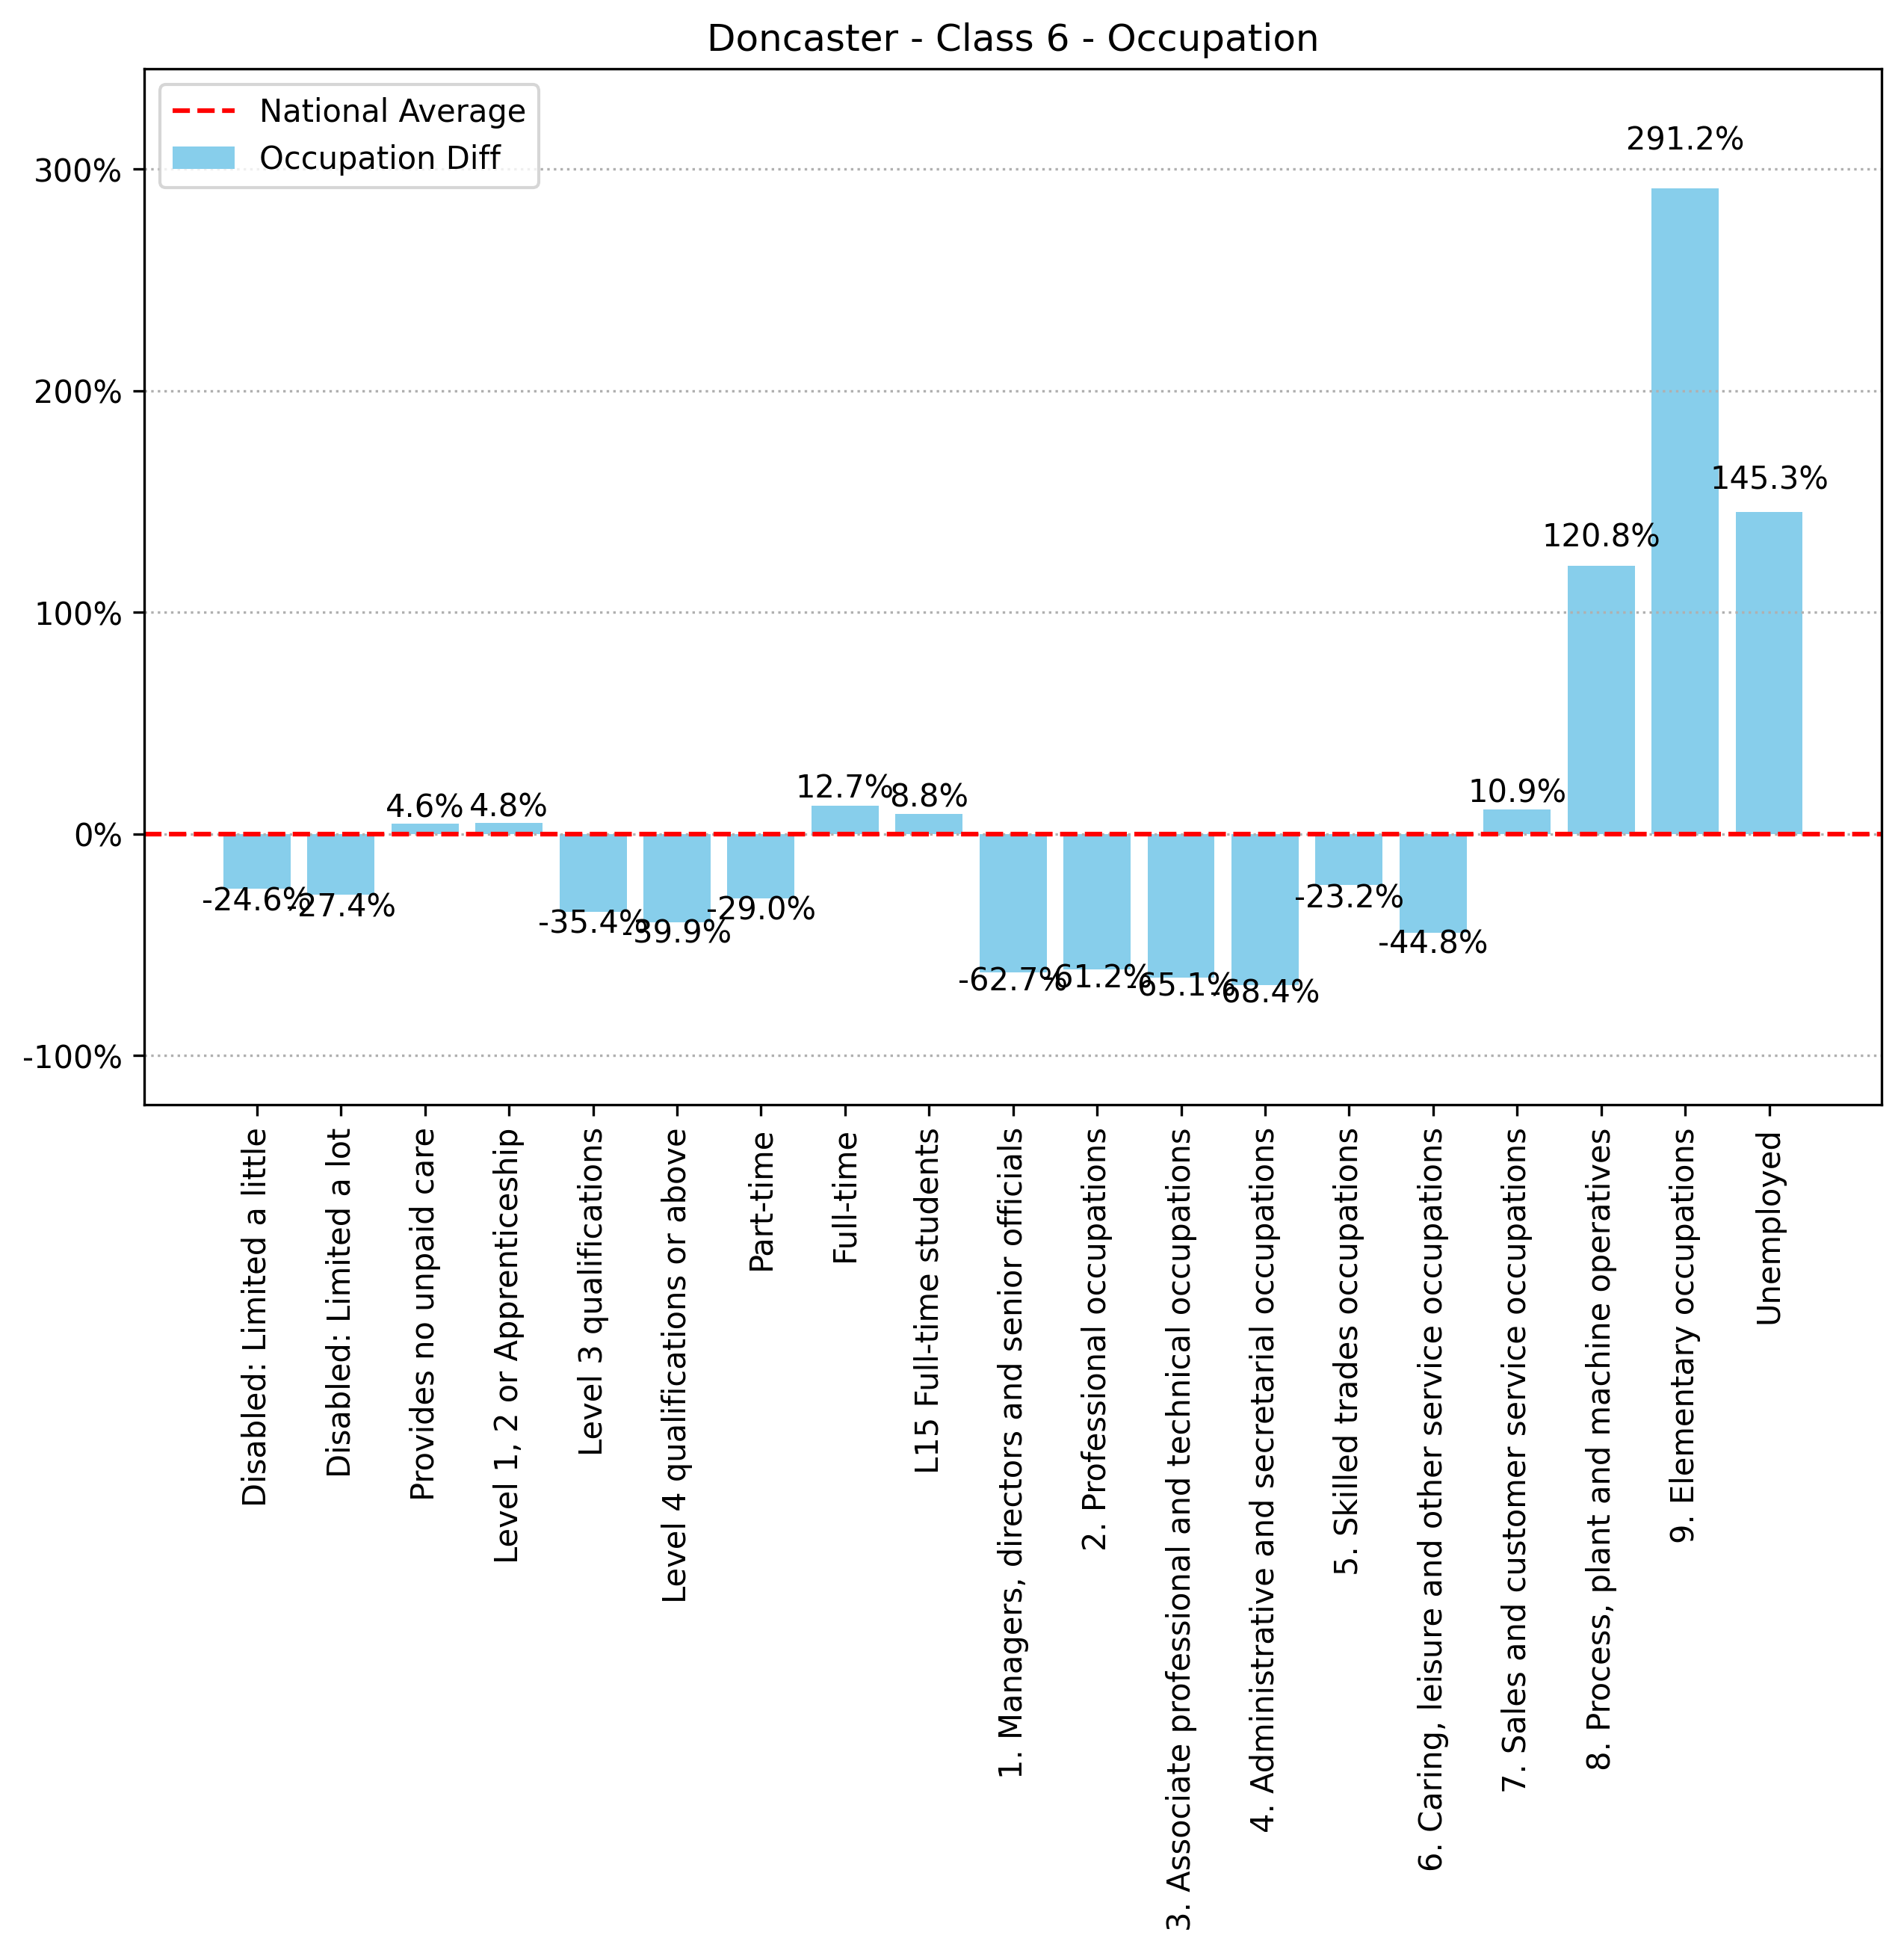 Doncaster - Class 6 - Occupation
National Average
Occupation Diff
300%
200%
100%
0%
-100%
-24.6%
-27.4%
4.6%
4.8%
-35.4%
-39.9%
-29.0%
12.7%
8.8%
-62.7%
-61.2%
-65.1%
-68.4%
-23.2%
-44.8%
10.9%
120.8%
291.2%
145.3%
Disabled: Limited a little
Disabled: Limited a lot
Provides no unpaid care
Level 1, 2 or Apprenticeship
Level 3 qualifications
Level 4 qualifications or above
Part-time
Full-time
L15 Full-time students
1. Managers, directors and senior officials
2. Professional occupations
3. Associate professional and technical occupations
4. Administrative and secretarial occupations
5. Skilled trades occupations
6. Caring, leisure and other service occupations
7. Sales and customer service occupations
8. Process, plant and machine operatives
9. Elementary occupations
Unemployed